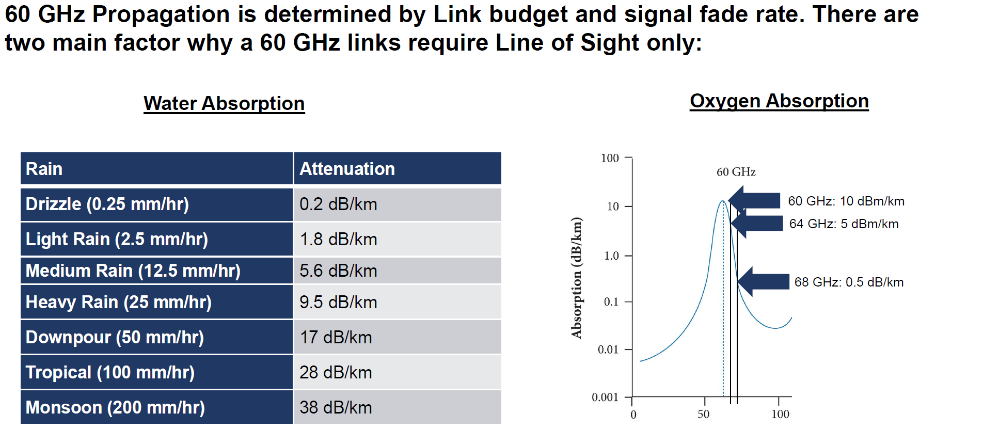 60 GHz Propagation is determined by Link budget and signal fade rate. There are
two main factor why a 60 GHz links require Line of Sight only:
Water Absorption
Rain Attenuation
Drizzle (0.25 mm/hr) 0.2 dB/km
Light Rain (2.5 mm/hr) 1.8 dB/km
Medium Rain (12.5 mm/hr) 5.6 dB/km
Heavy Rain (25 mm/hr) 9.5 dB/km
Downpour (50 mm/hr) 17 dB/km
Tropical (100 mm/hr) 28 dB/km
Monsoon (200 mm/hr) 38 dB/km
Oxygen Absorption
Absorption (dB/km)
100
10
1.0
0.1
0.01
0.001
0
50
100
60 GHz
60 GHz: 10 dBm/km
64 GHz: 5 dBm/km
68 GHz: 0.5 dB/km